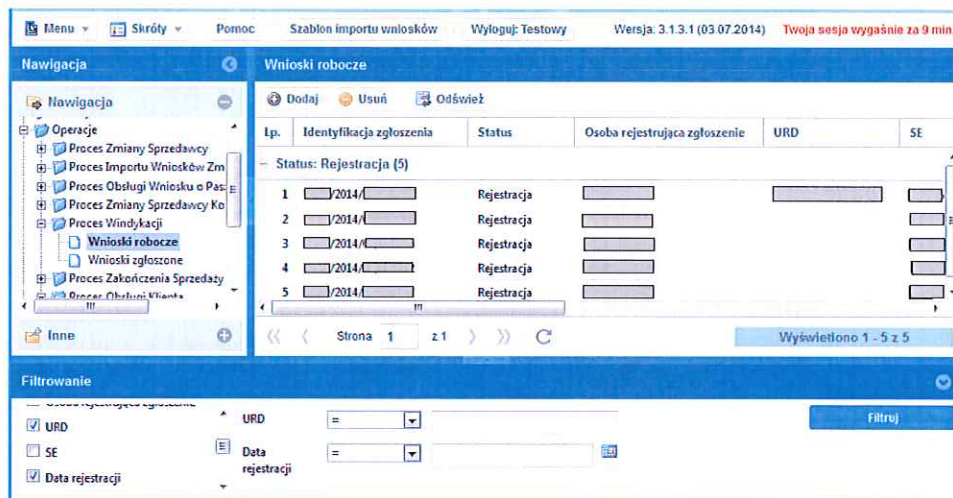 Menu Skróty Pomoc Szablon importu wniosków Wyloguj: Testowy Wersja: 3.1.3.1 (03.07.2014) Twoja sesja wygaśnie za 9 min.
Nawigacja
Wnioski robocze
Nawigacja
Dodaj Usuń Odśwież
Operacje
Proces Zmiany Sprzedawcy
Proces Importu Wniosków Zm
Proces Obsługi Wniosku o Pas
Proces Zmiany Sprzedawcy Ko
Proces Windykacji
Wnioski robocze
Wnioski zgłoszone
Proces Zakończenia Sprzedaży
Proces Obsługi Klienta
Inne
Lp. Identyfikacja zgłoszenia Status Osoba rejestrująca zgłoszenie URD SE
Status: Rejestracja (5)
1 /2014/ Rejestracja
2 /2014/ Rejestracja
3 /2014/ Rejestracja
4 /2014/ Rejestracja
5 /2014/ Rejestracja
Strona 1 z 1 Wyświetlono 1 - 5 z 5
Filtrowanie
URD
SE
Data rejestracji
URD =
Data rejestracji =
Filtruj